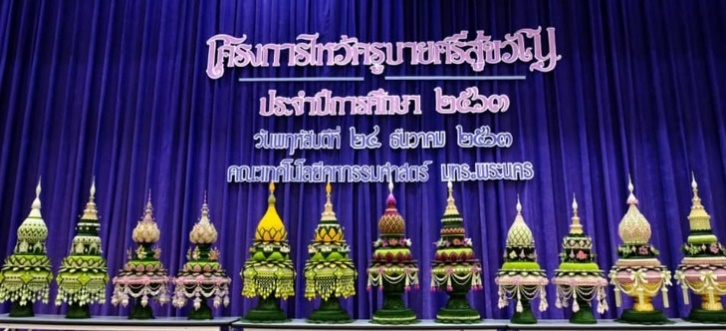 โครงการไหว้ครูบายศรีสู่ขวัญ
ประจำปีการศึกษา ๒๕๖๓
วันพฤหัสบดีที่ ๒๔ ธันวาคม ๒๕๖๓
คณะเทคโนโลยีคหกรรมศาสตร์ มทร.พระนคร